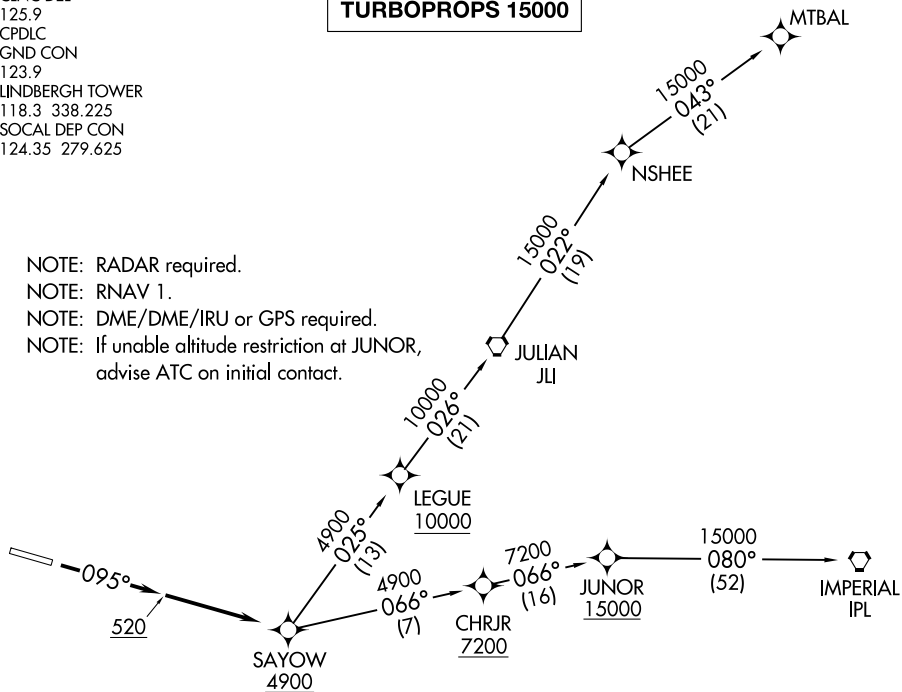 125.9
CPDLC
GND CON
123.9
LINDBERGH TOWER
118.3 338.225
SOCAL DEP CON
124.35 279.625
TURBOPROPS 15000
MTBAL
15000
043°
(21)
NSHEE
15000
022°
(19)
NOTE: RADAR required.
NOTE: RNAV 1.
NOTE: DME/DME/IRU or GPS required.
NOTE: If unable altitude restriction at JUNOR,
advise ATC on initial contact.
JULIAN
JLI
10000
026°
(21)
LEGUE
10000
4900
025°
(13)
095°
520
SAYOW
4900
4900
066°
(7)
CHRJR
7200
7200
066°
(16)
JUNOR
15000
15000
080°
(52)
IMPERIAL
IPL